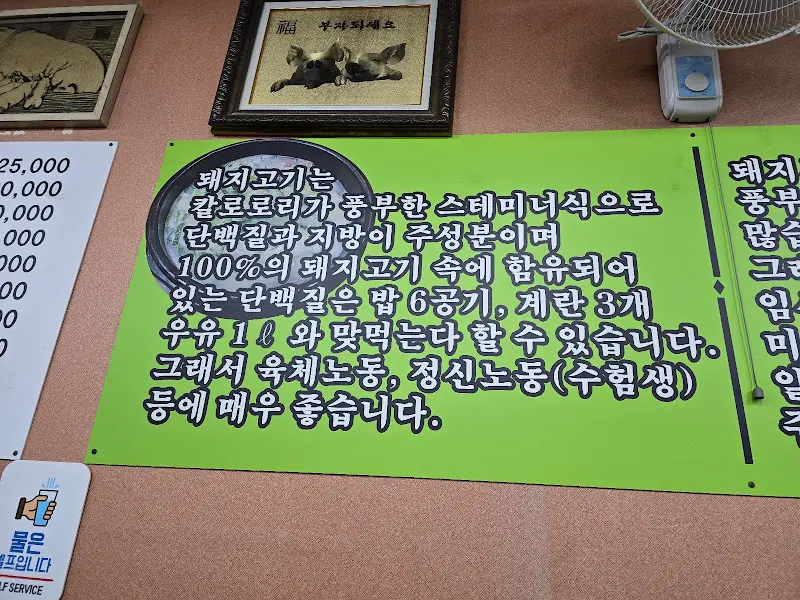 福 부자되세요
25,000
0,000
0,000
,000
000
00
00
0
돼지고기는
칼로로리가 풍부한 스테미너식으로
단백질과 지방이 주성분이며
100%의 돼지고기 속에 함유되어
있는 단백질은 밥 6공기, 계란 3개
우유 1ℓ 와 맞먹는다 할 수 있습니다.
그래서 육체노동, 정신노동(수험생)
등에 매우 좋습니다.
돼지
풍부
많습
그래
임산
미
일
주
물은
셀프입니다
LF SERVICE